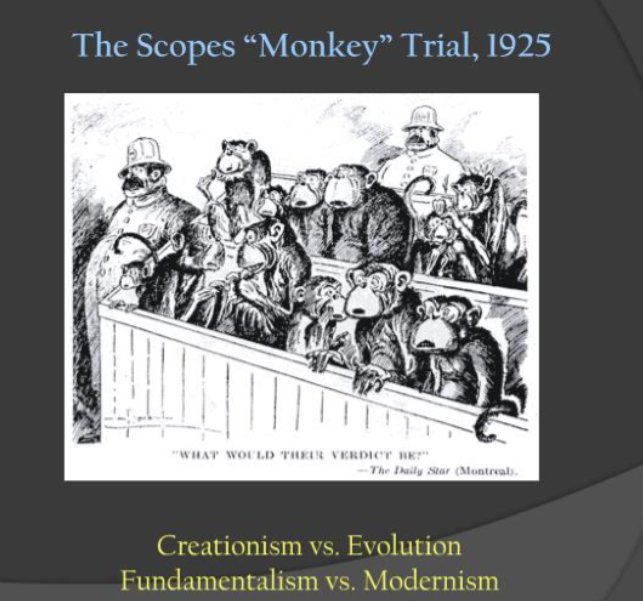 The Scopes “Monkey” Trial, 1925
"WHAT WOULD THEIR VERDICT BE?"
—The Daily Star (Montreal).
Creationism vs. Evolution
Fundamentalism vs. Modernism